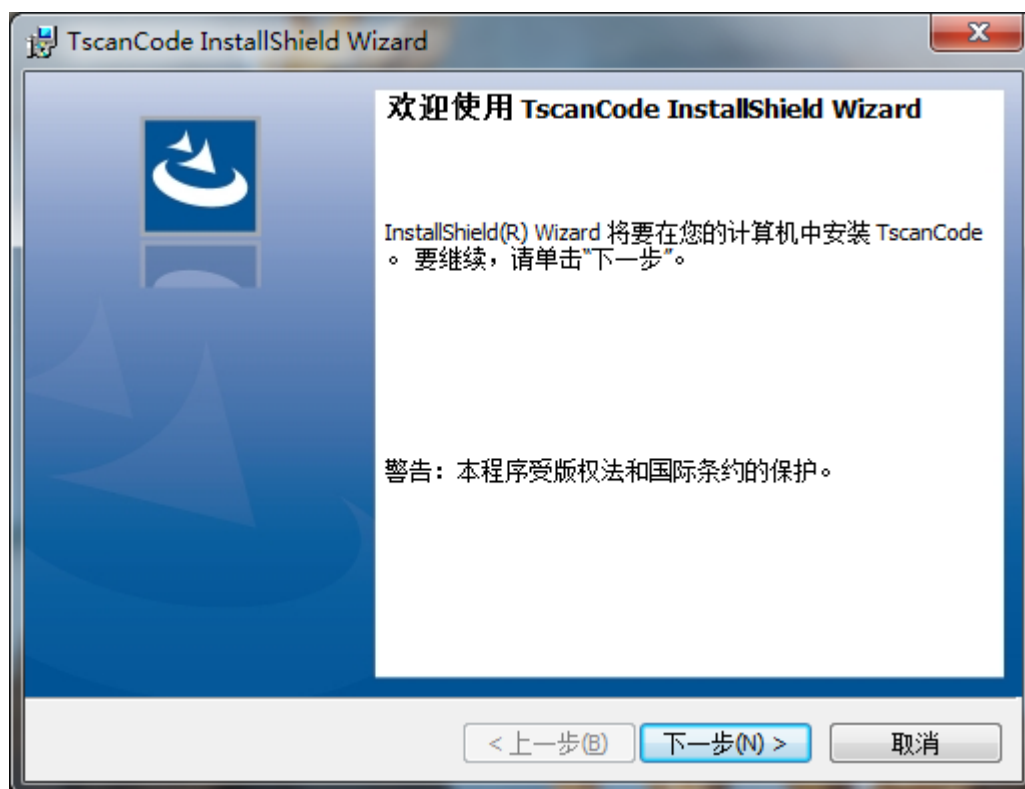 TscanCode InstallShield Wizard
欢迎使用 TscanCode InstallShield Wizard
InstallShield(R) Wizard 将要在您的计算机中安装 TscanCode
。 要继续，请单击“下一步”。
警告：本程序受版权法和国际条约的保护。
< 上一步(B)
下一步(N) >
取消